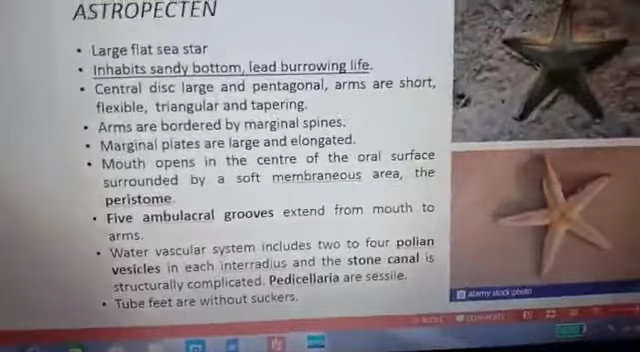 ASTROPECTEN
• Large flat sea star
• Inhabits sandy bottom, lead burrowing life.
• Central disc large and pentagonal, arms are short,
flexible, triangular and tapering.
• Arms are bordered by marginal spines.
• Marginal plates are large and elongated.
• Mouth opens in the centre of the oral surface
surrounded by a soft membraneous area, the
peristome.
• Five ambulacral grooves extend from mouth to
arms.
• Water vascular system includes two to four polian
vesicles in each interradius and the stone canal is
structurally complicated. Pedicellaria are sessile.
• Tube feet are without suckers.
a alamy stock photo
NOTES COMMENTS